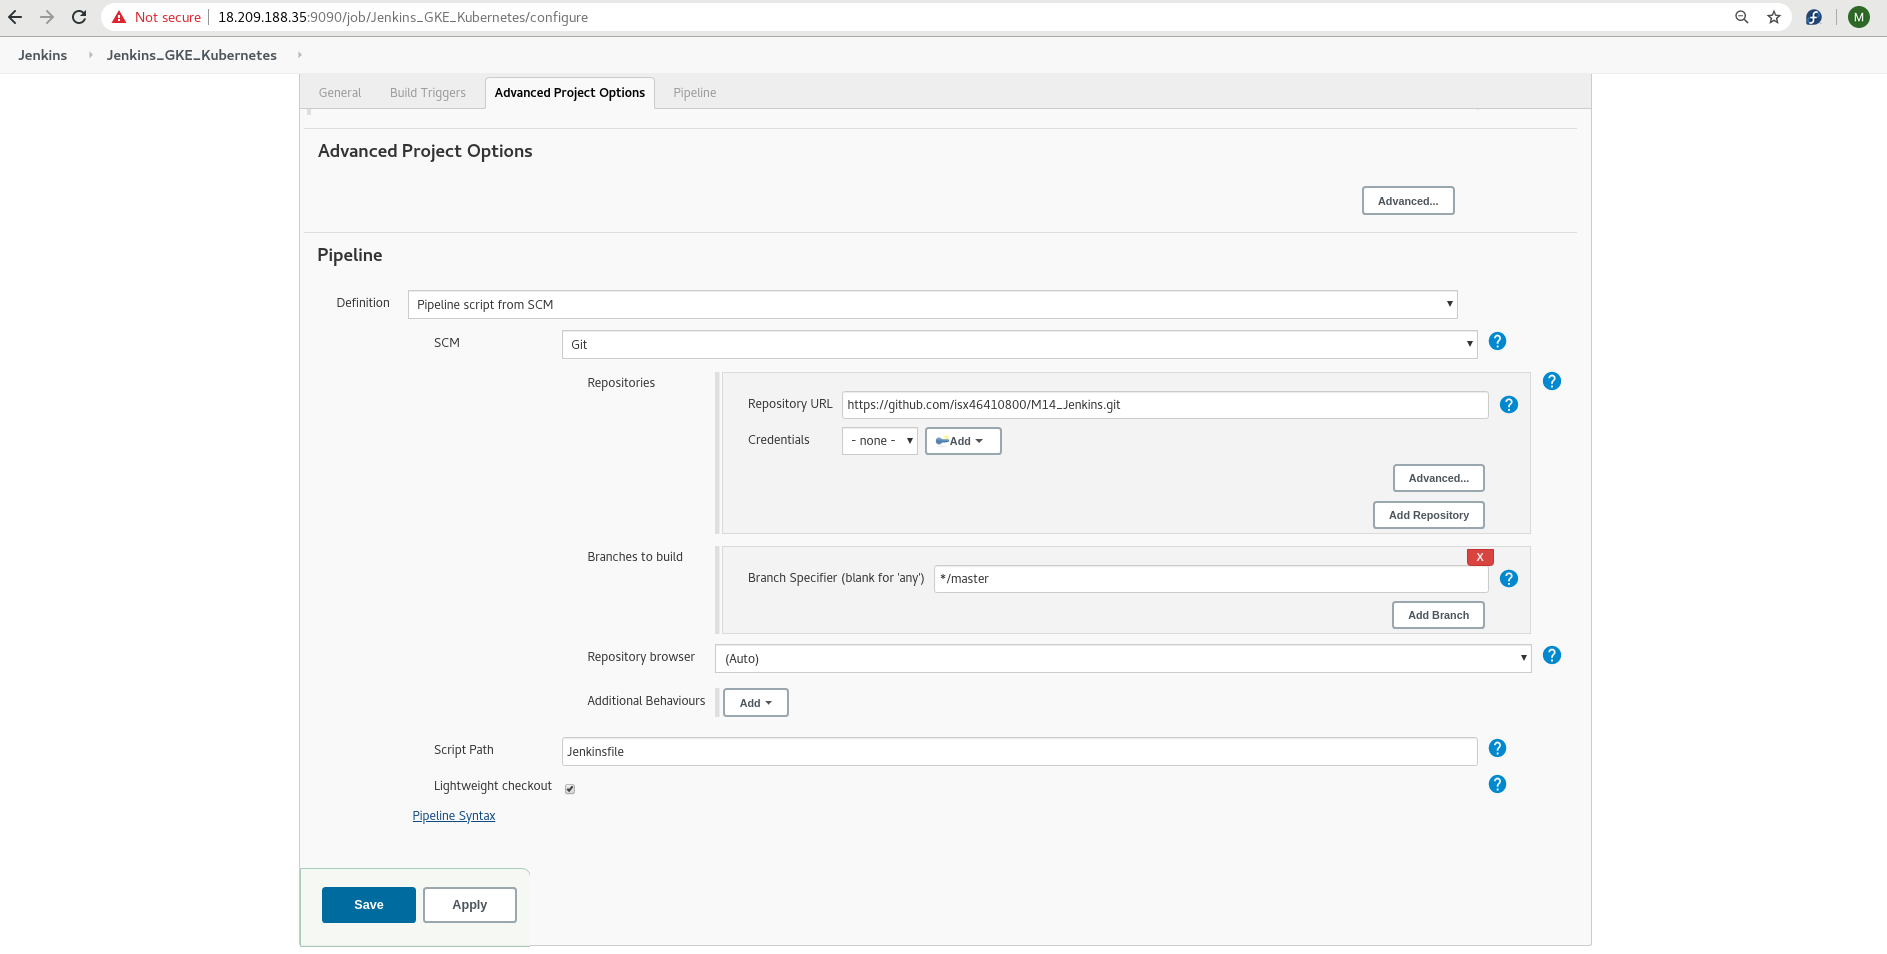 Not secure 18.209.188.35:9090/job/Jenkins_GKE_Kubernetes/configure M
Jenkins Jenkins_GKE_Kubernetes
General Build Triggers Advanced Project Options Pipeline
Advanced Project Options
Advanced...
Pipeline
Definition Pipeline script from SCM
SCM Git ?
Repositories ?
Repository URL https://github.com/isx46410800/M14_Jenkins.git ?
Credentials - none - Add
Advanced...
Add Repository
Branches to build X
Branch Specifier (blank for 'any') */master ?
Add Branch
Repository browser (Auto) ?
Additional Behaviours Add
Script Path Jenkinsfile ?
Lightweight checkout ?
Pipeline Syntax
Save Apply